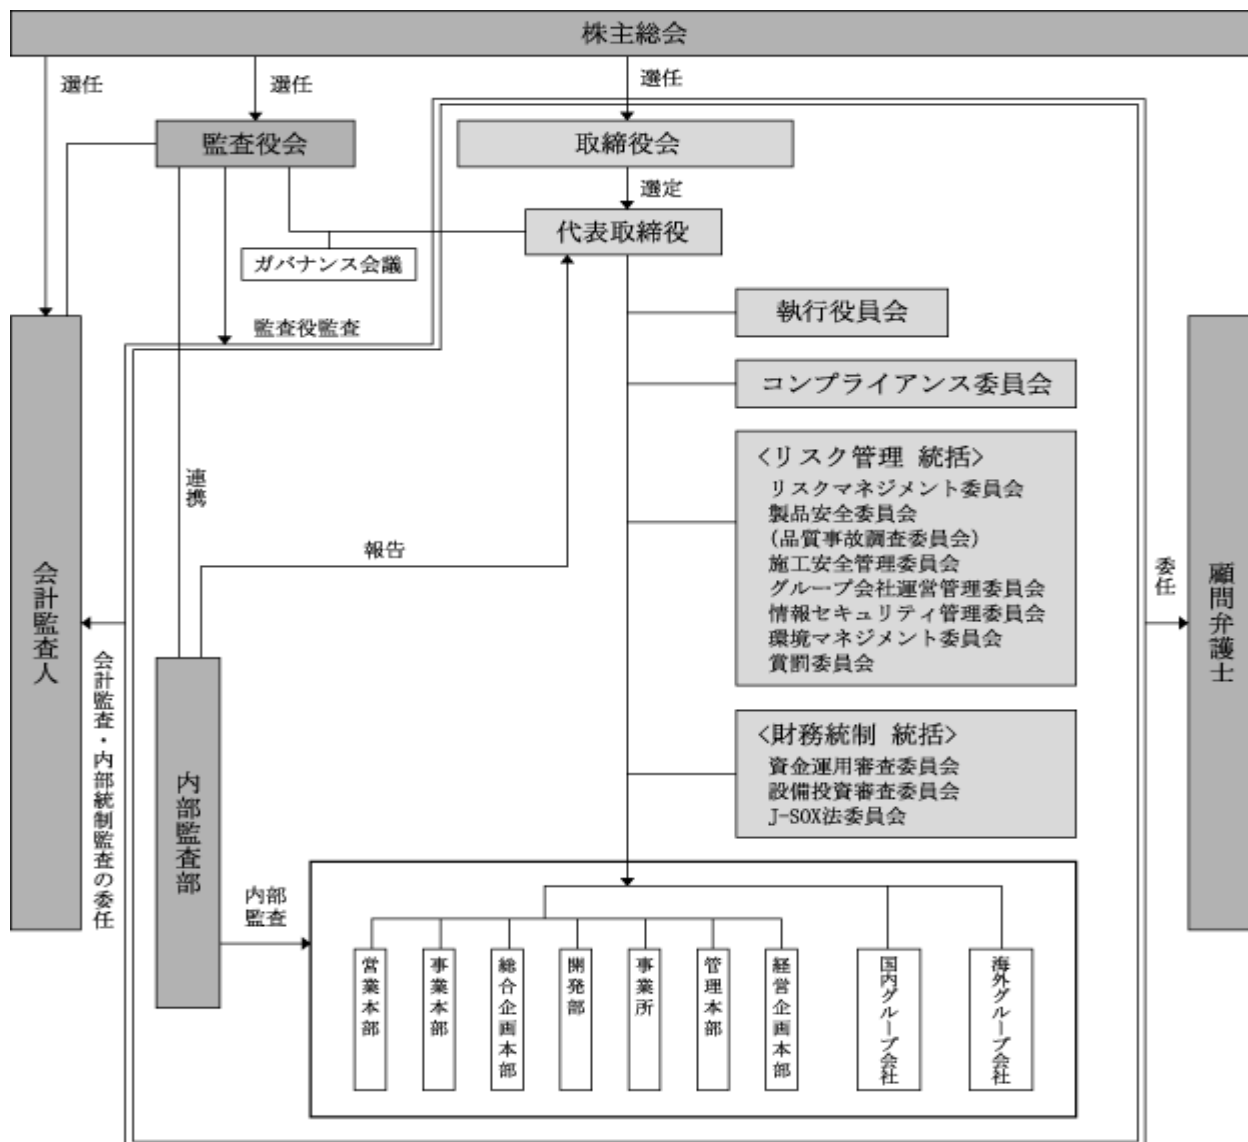 株主総会
選任
選任
選任
監査役会
取締役会
選定
代表取締役
ガバナンス会議
執行役員会
監査役監査
コンプライアンス委員会
<リスク管理 統括>
リスクマネジメント委員会
製品安全委員会
(品質事故調査委員会)
施工安全管理委員会
グループ会社運営管理委員会
情報セキュリティ管理委員会
環境マネジメント委員会
賞罰委員会
連携
報告
委任
会計監査人
顧問弁護士
会計監査・内部統制監査の委任
内部監査部
<財務統制 統括>
資金運用審査委員会
設備投資審査委員会
J-SOX法委員会
内部
監査
営業本部
事業本部
総合企画本部
開発部
事業所
管理本部
経営企画本部
国内グループ会社
海外グループ会社